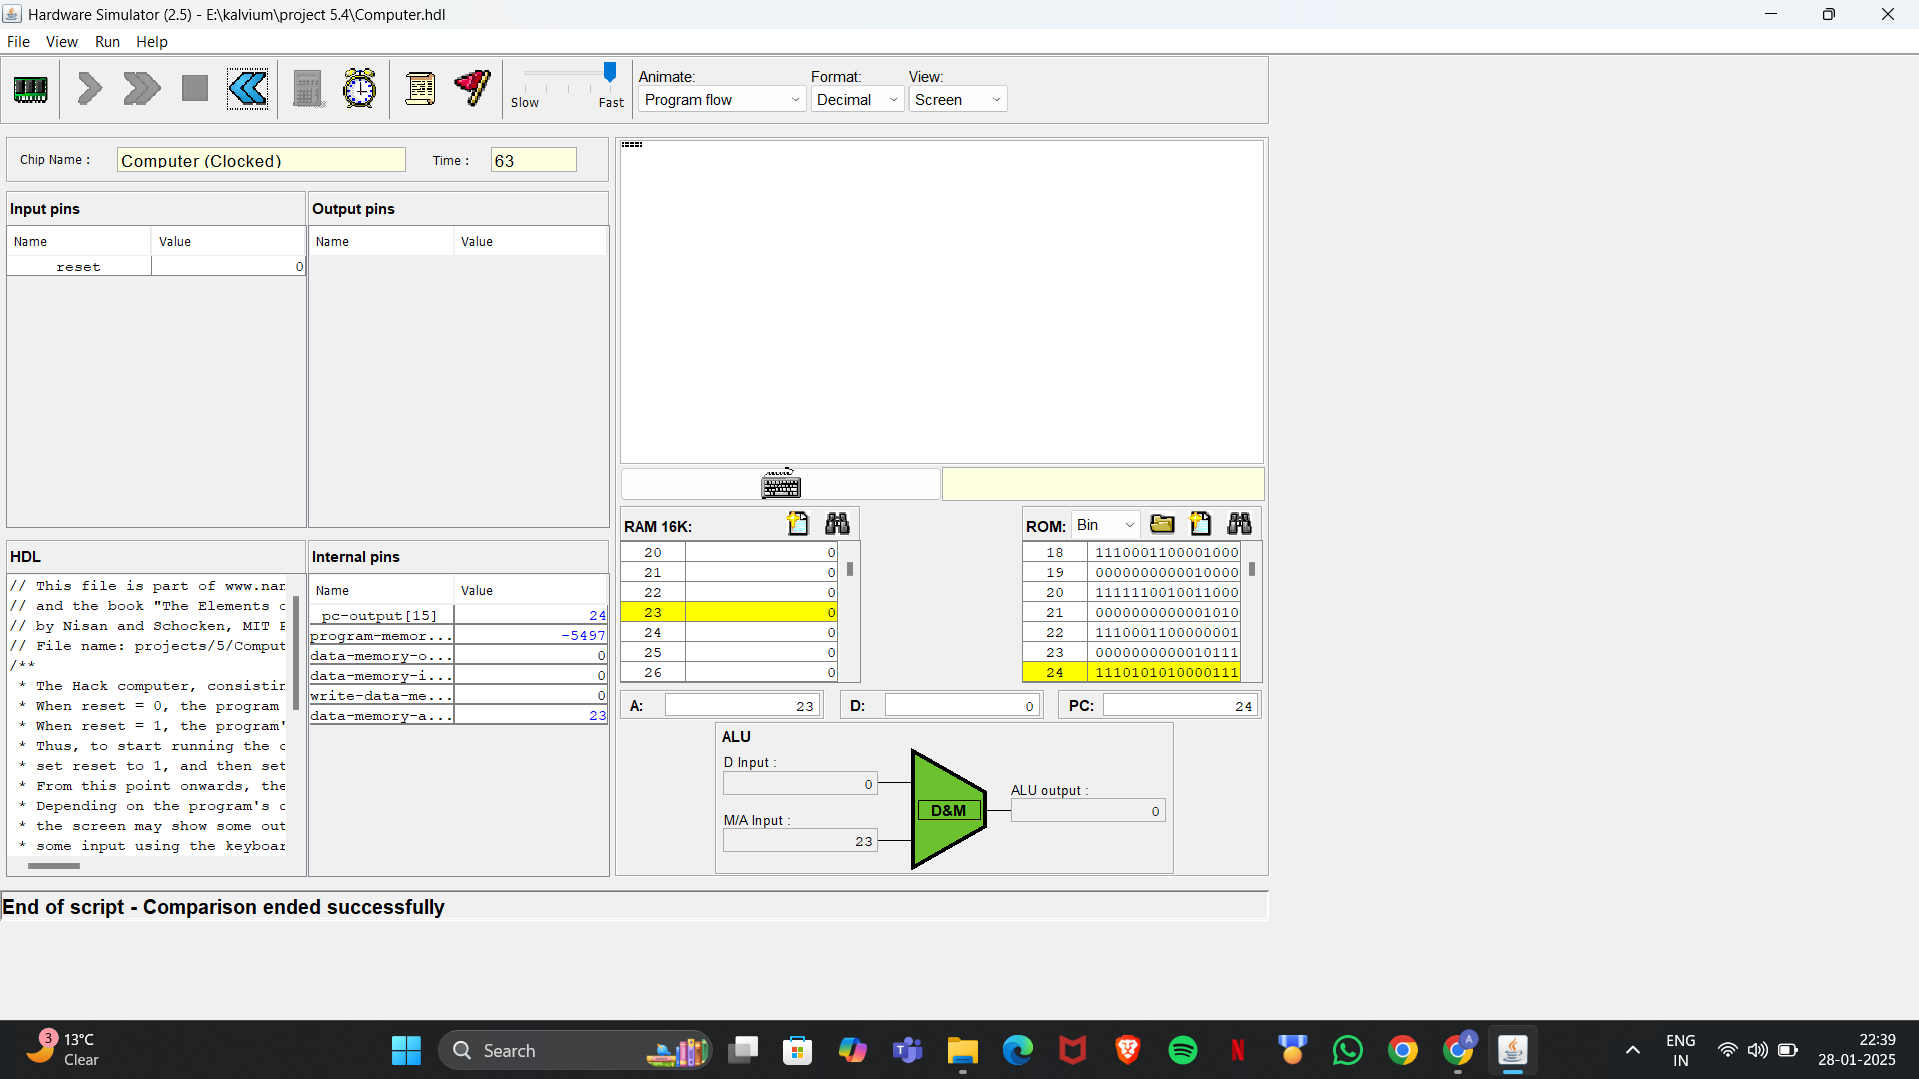 Hardware Simulator (2.5) - E:\kalvium\project 5.4\Computer.hdl
File View Run Help
Slow Fast
Animate: Format: View:
Program flow Decimal Screen
Chip Name : Computer (Clocked) Time : 63
Input pins Output pins
Name Value Name Value
reset 0
HDL
// This file is part of www.nan
// and the book "The Elements o
// by Nisan and Schocken, MIT P
// File name: projects/5/Comput
/**
* The Hack computer, consistin
* When reset = 0, the program
* When reset = 1, the program'
* Thus, to start running the c
* set reset to 1, and then set
* From this point onwards, the
* Depending on the program's c
* the screen may show some out
* some input using the keyboar
Internal pins
Name Value
pc-output[15] 24
program-memor... -5497
data-memory-o... 0
data-memory-i... 0
write-data-me... 0
data-memory-a... 23
RAM 16K:
20 0
21 0
22 0
23 0
24 0
25 0
26 0
ROM: Bin
18 1110001100001000
19 0000000000010000
20 1111110010011000
21 0000000000001010
22 1110001100000001
23 0000000000010111
24 1110101010000111
A: 23 D: 0 PC: 24
ALU
D Input :
0
M/A Input :
23
D&M
ALU output :
0
End of script - Comparison ended successfully
3
13°C
Clear
Search
A
ENG
IN
22:39
28-01-2025